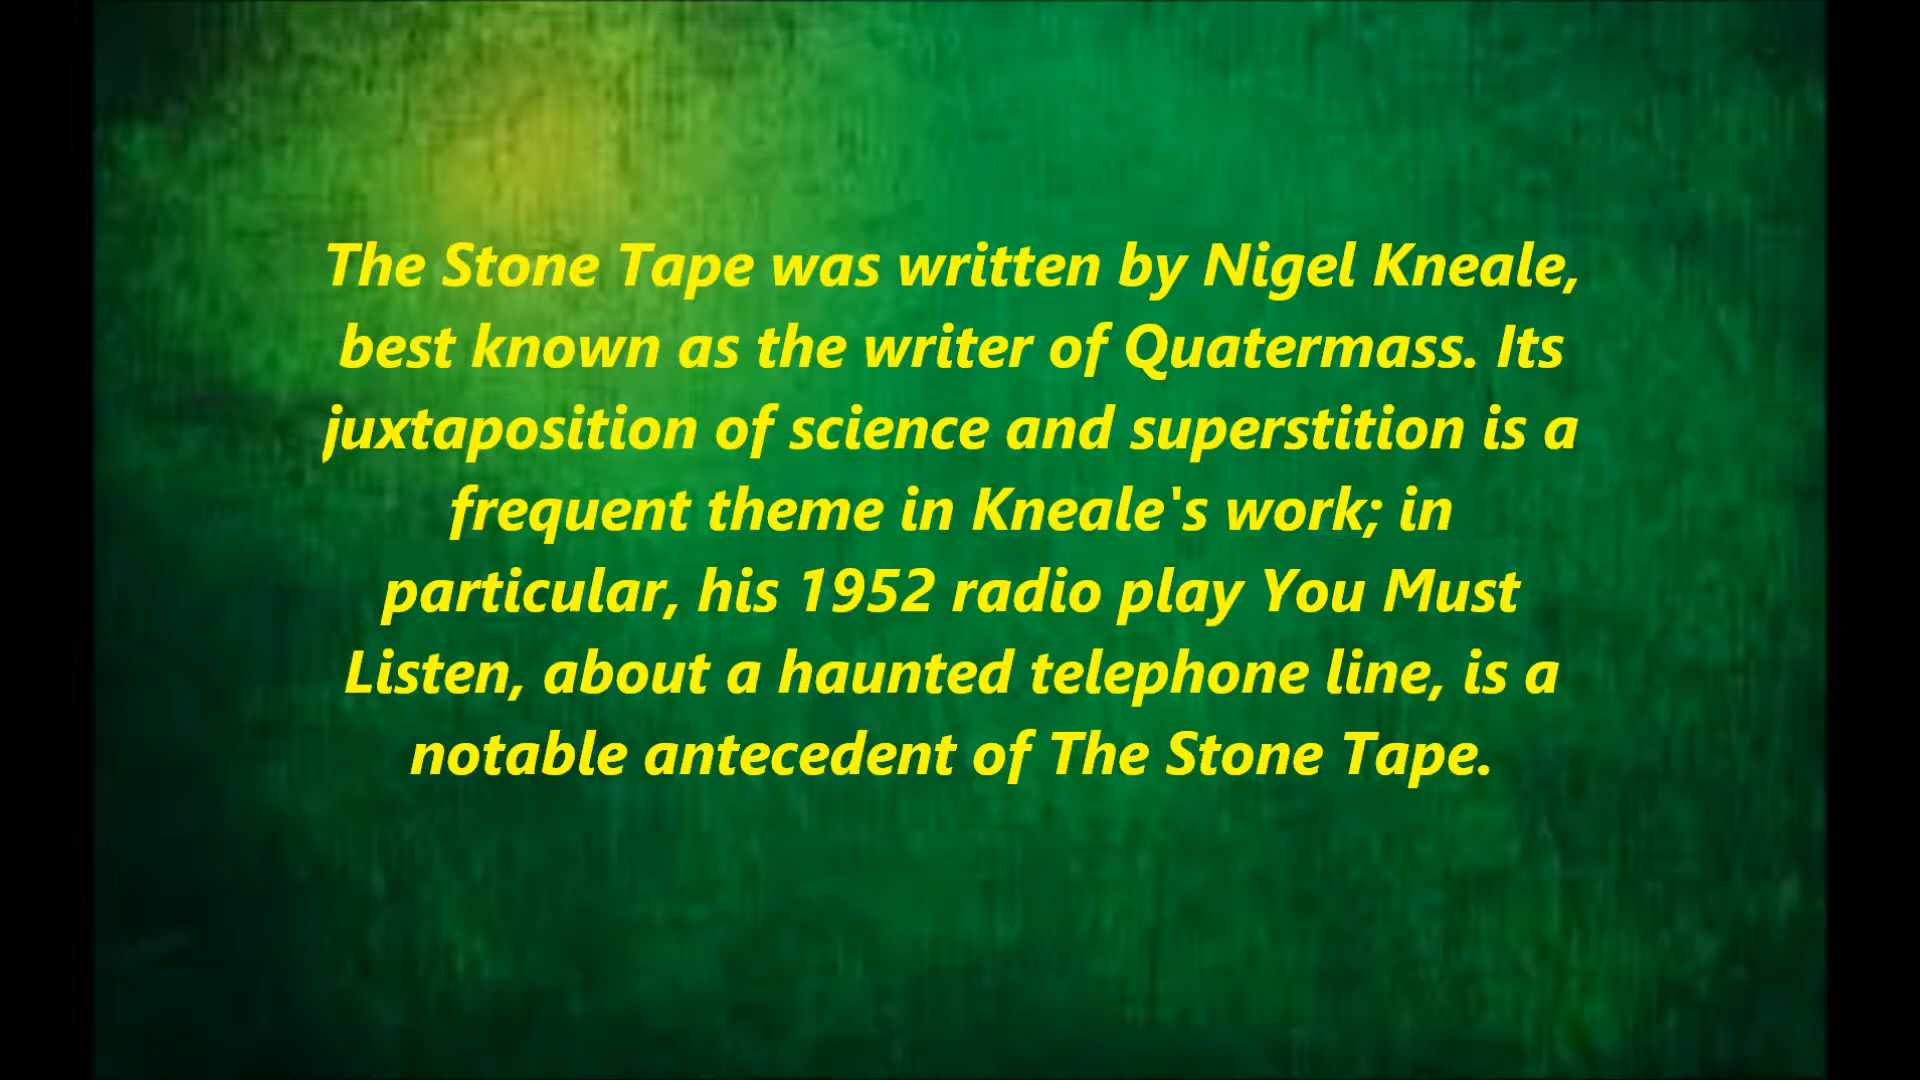 The Stone Tape was written by Nigel Kneale,
best known as the writer of Quatermass. Its
juxtaposition of science and superstition is a
frequent theme in Kneale's work; in
particular, his 1952 radio play You Must
Listen, about a haunted telephone line, is a
notable antecedent of The Stone Tape.